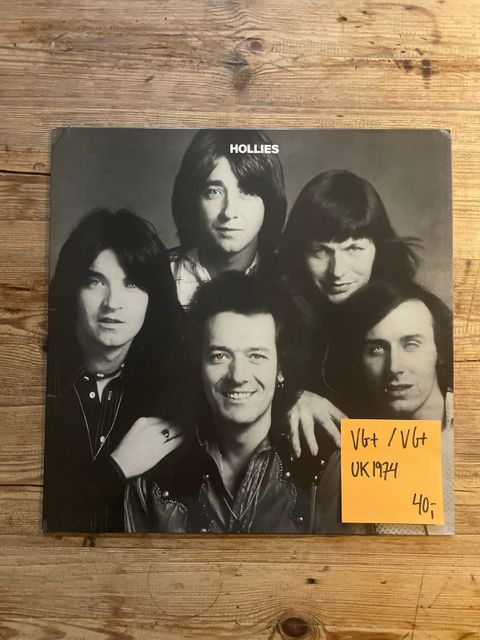 HOLLIES
VG+ / VG+
UK 1974
40,-